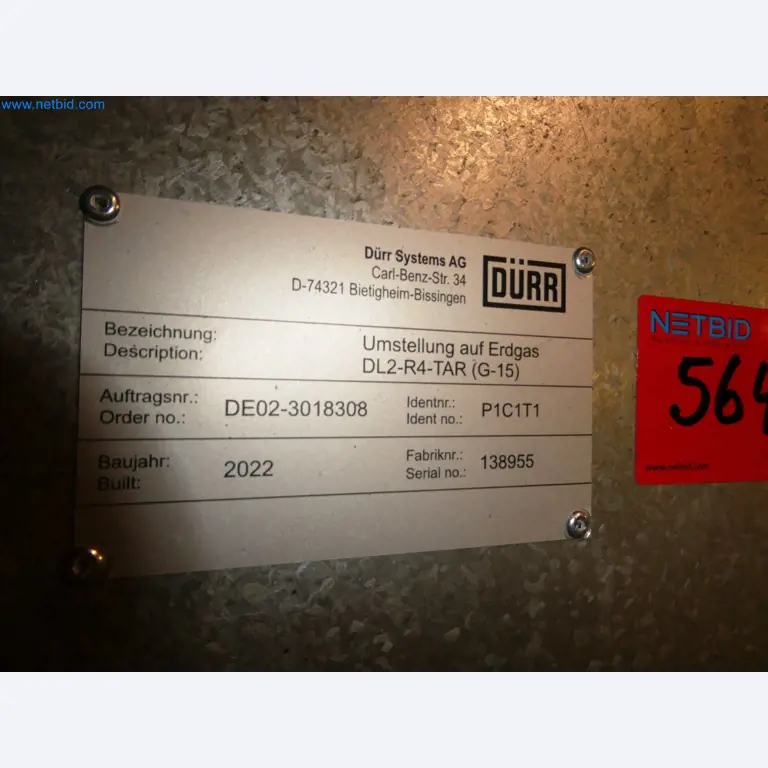 www.netbid.com
Dürr Systems AG
Carl-Benz-Str. 34
D-74321 Bietigheim-Bissingen
DÜRR
Bezeichnung:
Description:
Umstellung auf Erdgas
DL2-R4-TAR (G-15)
Auftragsnr.:
Order no.:
DE02-3018308
Identnr.:
Ident no.:
P1C1T1
Baujahr:
Built:
2022
Fabriknr.:
Serial no.:
138955
NETBID
564
www.netbid.com